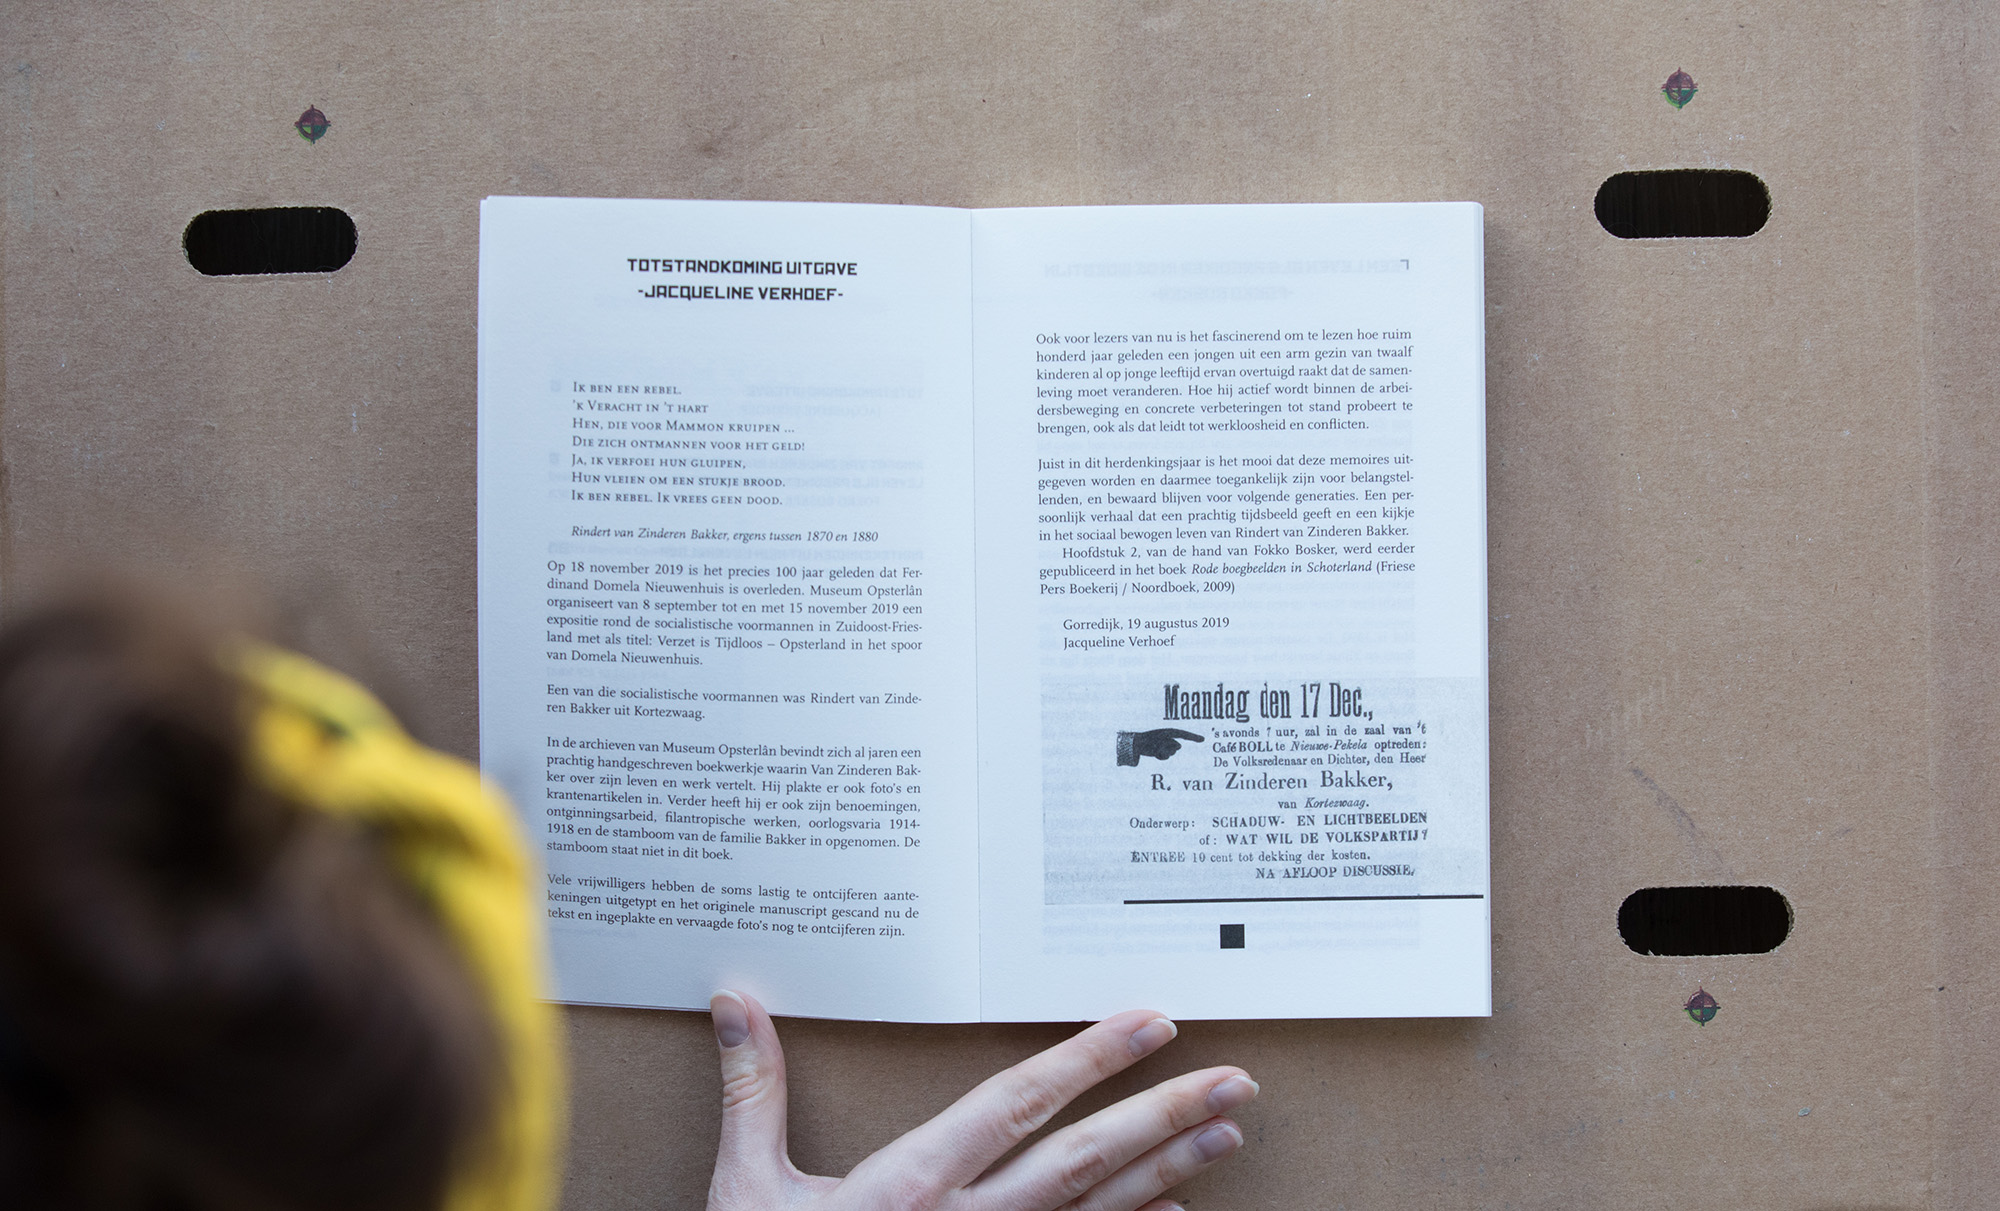 TOTSTANDKOMING UITGAVE
-JACQUELINE VERHOEF-
IK BEN EEN REBEL.
'K VERACHT IN 'T HART
HEN, DIE VOOR MAMMON KRUIPEN ...
DIE ZICH ONTMANNEN VOOR HET GELD!
JA, IK VERFOEI HUN GLUIPEN,
HUN VLEIEN OM EEN STUKJE BROOD.
IK BEN REBEL. IK VREES GEEN DOOD.
Rindert van Zinderen Bakker, ergens tussen 1870 en 1880
Op 18 november 2019 is het precies 100 jaar geleden dat Fer-
dinand Domela Nieuwenhuis is overleden. Museum Opsterlân
organiseert van 8 september tot en met 15 november 2019 een
expositie rond de socialistische voormannen in Zuidoost-Fries-
land met als titel: Verzet is Tijdloos – Opsterland in het spoor
van Domela Nieuwenhuis.
Een van die socialistische voormannen was Rindert van Zinde-
ren Bakker uit Kortezwaag.
In de archieven van Museum Opsterlân bevindt zich al jaren een
prachtig handgeschreven boekwerkje waarin Van Zinderen Bak-
ker over zijn leven en werk vertelt. Hij plakte er ook foto's en
krantenartikelen in. Verder heeft hij er ook zijn benoemingen,
ontginningsarbeid, filantropische werken, oorlogsvaria 1914-
1918 en de stamboom van de familie Bakker in opgenomen. De
stamboom staat niet in dit boek.
Vele vrijwilligers hebben de soms lastig te ontcijferen aante-
keningen uitgetypt en het originele manuscript gescand nu de
tekst en ingeplakte en vervaagde foto's nog te ontcijferen zijn.
Ook voor lezers van nu is het fascinerend om te lezen hoe ruim
honderd jaar geleden een jongen uit een arm gezin van twaalf
kinderen al op jonge leeftijd ervan overtuigd raakt dat de samen-
leving moet veranderen. Hoe hij actief wordt binnen de arbei-
dersbeweging en concrete verbeteringen tot stand probeert te
brengen, ook als dat leidt tot werkloosheid en conflicten.
Juist in dit herdenkingsjaar is het mooi dat deze memoires uit-
gegeven worden en daarmee toegankelijk zijn voor belangstel-
lenden, en bewaard blijven voor volgende generaties. Een per-
soonlijk verhaal dat een prachtig tijdsbeeld geeft en een kijkje
in het sociaal bewogen leven van Rindert van Zinderen Bakker.
Hoofdstuk 2, van de hand van Fokko Bosker, werd eerder
gepubliceerd in het boek Rode boegbeelden in Schoterland (Friese
Pers Boekerij / Noordboek, 2009)
Gorredijk, 19 augustus 2019
Jacqueline Verhoef
Maandag den 17 Dec.,
's avonds 7 uur, zal in de zaal van 't
Café BOLL te Nieuwe-Pekela optreden:
De Volksredenaar en Dichter, den Heer
R. van Zinderen Bakker,
van Kortezwaag.
Onderwerp: SCHADUW- EN LICHTBEELDEN
of: WAT WIL DE VOLKSPARTIJ?
ENTREE 10 cent tot dekking der kosten.
NA AFLOOP DISCUSSIE.